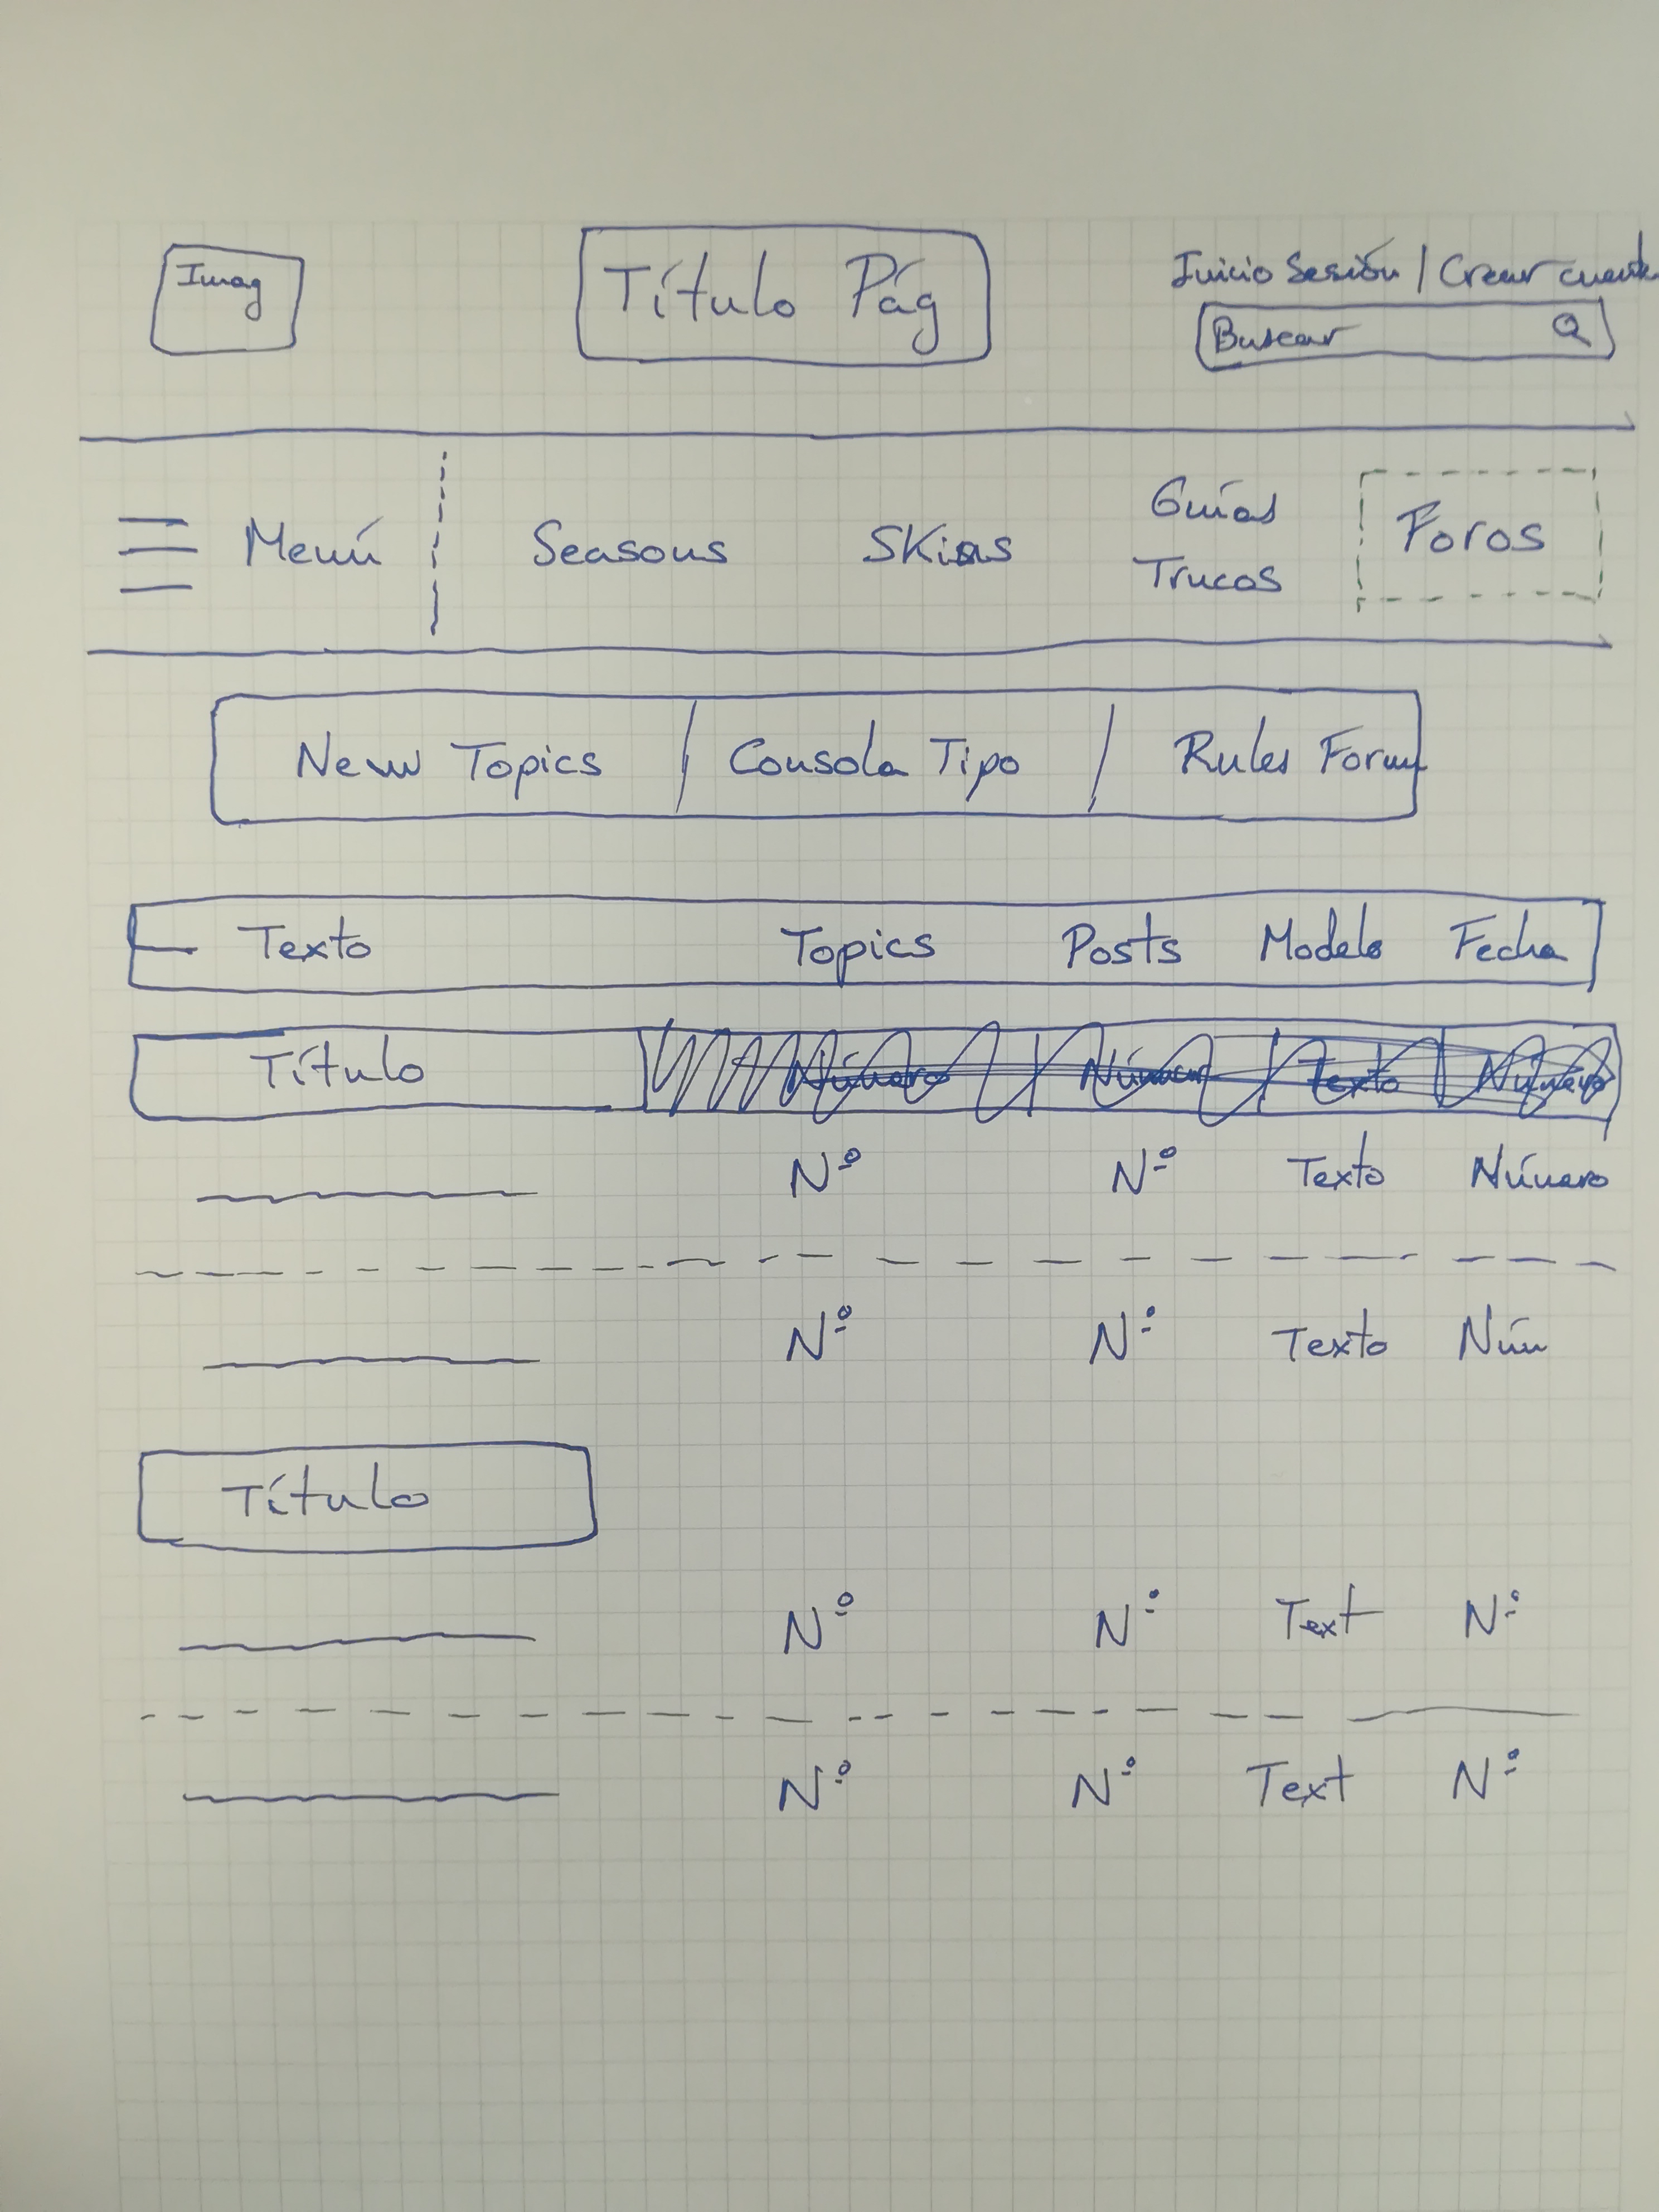 Imag
Título Pág
Inicio Sesión / Crear cuenta
Buscar
Menú
Seasons
Skins
Guías
Trucos
Foros
New Topics / Consola Tipo / Rules Forum
Texto Topics Posts Modelo Fecha
Título Número Número Texto Número
Nº Nº Texto Número
Nº Nº Texto Núm
Título
Nº Nº Text Nº
Nº Nº Text Nº